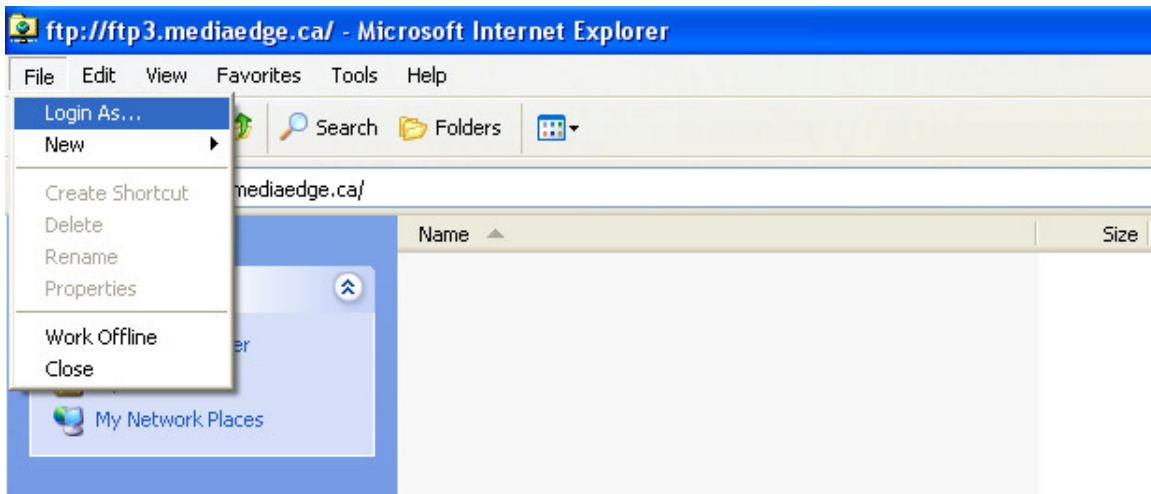 ftp://ftp3.mediaedge.ca/ - Microsoft Internet Explorer
File Edit View Favorites Tools Help
Login As...
Search Folders
New
mediaedge.ca/
Create Shortcut
Delete
Name Size
Rename
Properties
Work Offline
er
Close
My Network Places